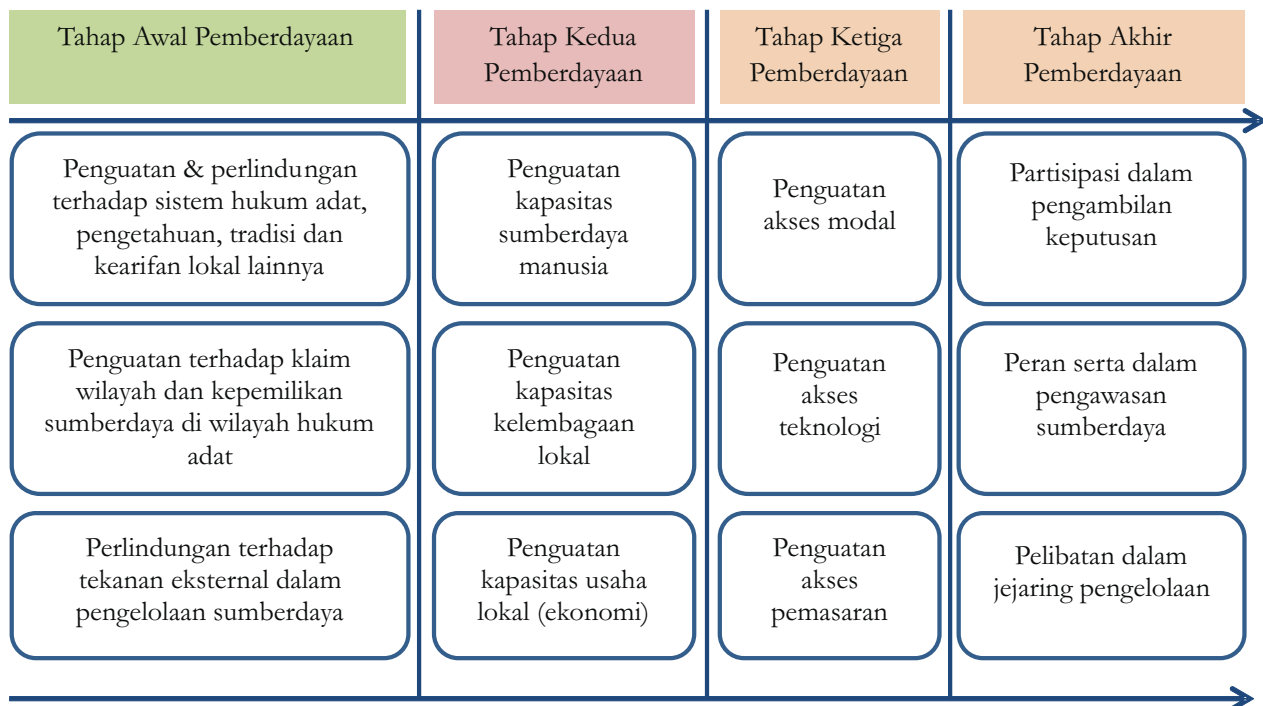 Tahap Awal Pemberdayaan
Tahap Kedua
Pemberdayaan
Tahap Ketiga
Pemberdayaan
Tahap Akhir
Pemberdayaan
Penguatan & perlindungan
terhadap sistem hukum adat,
pengetahuan, tradisi dan
kearifan lokal lainnya
Penguatan
kapasitas
sumberdaya
manusia
Penguatan
akses modal
Partisipasi dalam
pengambilan
keputusan
Penguatan terhadap klaim
wilayah dan kepemilikan
sumberdaya di wilayah hukum
adat
Penguatan
kapasitas
kelembagaan
lokal
Penguatan
akses
teknologi
Peran serta dalam
pengawasan
sumberdaya
Perlindungan terhadap
tekanan eksternal dalam
pengelolaan sumberdaya
Penguatan
kapasitas usaha
lokal (ekonomi)
Penguatan
akses
pemasaran
Pelibatan dalam
jejaring pengelolaan